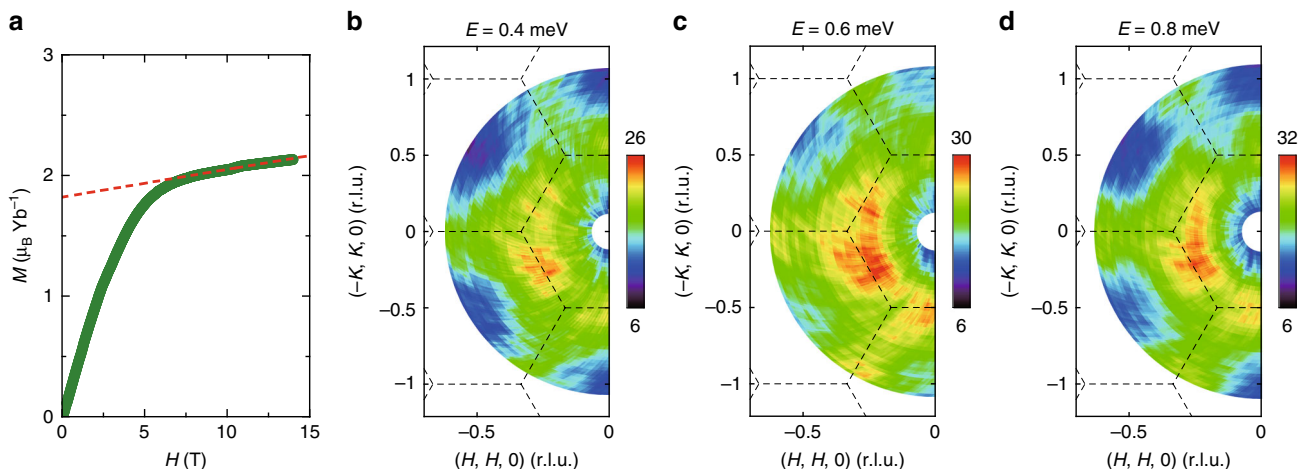 a
3
2
1
0
M (μB Yb−1)
0 5 10 15
H (T)
b
E = 0.4 meV
1
0.5
0
−0.5
−1
(−K, K, 0) (r.l.u.)
−0.5 0
(H, H, 0) (r.l.u.)
26
6
c
E = 0.6 meV
1
0.5
0
−0.5
−1
(−K, K, 0) (r.l.u.)
−0.5 0
(H, H, 0) (r.l.u.)
30
6
d
E = 0.8 meV
1
0.5
0
−0.5
−1
(−K, K, 0) (r.l.u.)
−0.5 0
(H, H, 0) (r.l.u.)
32
6